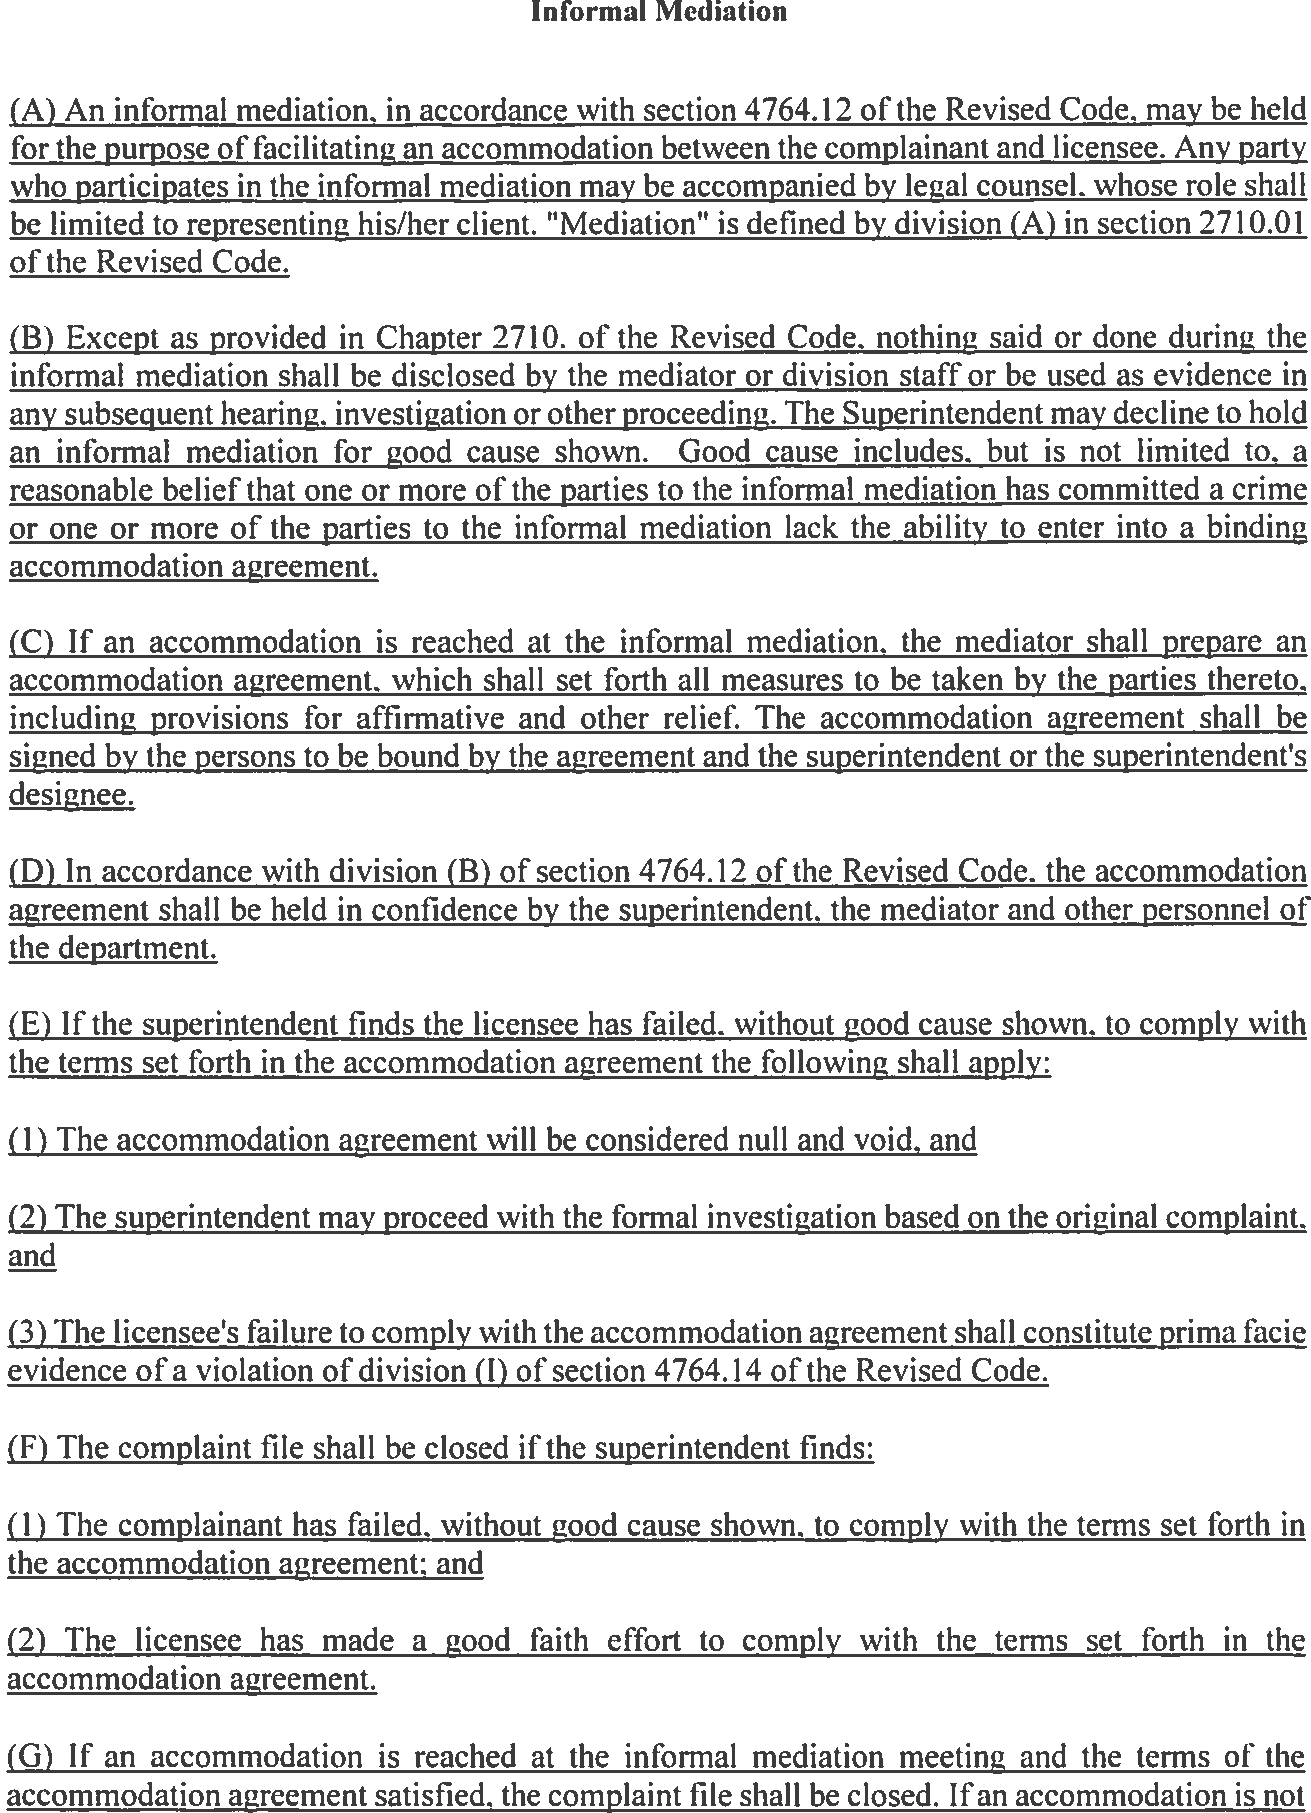 Informal Mediation
(A) An informal mediation, in accordance with section 4764.12 of the Revised Code, may be held
for the purpose of facilitating an accommodation between the complainant and licensee. Any party
who participates in the informal mediation may be accompanied by legal counsel, whose role shall
be limited to representing his/her client. "Mediation" is defined by division (A) in section 2710.01
of the Revised Code.
(B) Except as provided in Chapter 2710. of the Revised Code, nothing said or done during the
informal mediation shall be disclosed by the mediator or division staff or be used as evidence in
any subsequent hearing, investigation or other proceeding. The Superintendent may decline to hold
an informal mediation for good cause shown. Good cause includes, but is not limited to, a
reasonable belief that one or more of the parties to the informal mediation has committed a crime
or one or more of the parties to the informal mediation lack the ability to enter into a binding
accommodation agreement.
(C) If an accommodation is reached at the informal mediation, the mediator shall prepare an
accommodation agreement, which shall set forth all measures to be taken by the parties thereto,
including provisions for affirmative and other relief. The accommodation agreement shall be
signed by the persons to be bound by the agreement and the superintendent or the superintendent's
designee.
(D) In accordance with division (B) of section 4764.12 of the Revised Code, the accommodation
agreement shall be held in confidence by the superintendent, the mediator and other personnel of
the department.
(E) If the superintendent finds the licensee has failed, without good cause shown, to comply with
the terms set forth in the accommodation agreement the following shall apply:
(1) The accommodation agreement will be considered null and void, and
(2) The superintendent may proceed with the formal investigation based on the original complaint,
and
(3) The licensee's failure to comply with the accommodation agreement shall constitute prima facie
evidence of a violation of division (I) of section 4764.14 of the Revised Code.
(F) The complaint file shall be closed if the superintendent finds:
(1) The complainant has failed, without good cause shown, to comply with the terms set forth in
the accommodation agreement; and
(2) The licensee has made a good faith effort to comply with the terms set forth in the
accommodation agreement.
(G) If an accommodation is reached at the informal mediation meeting and the terms of the
accommodation agreement satisfied, the complaint file shall be closed. If an accommodation is not